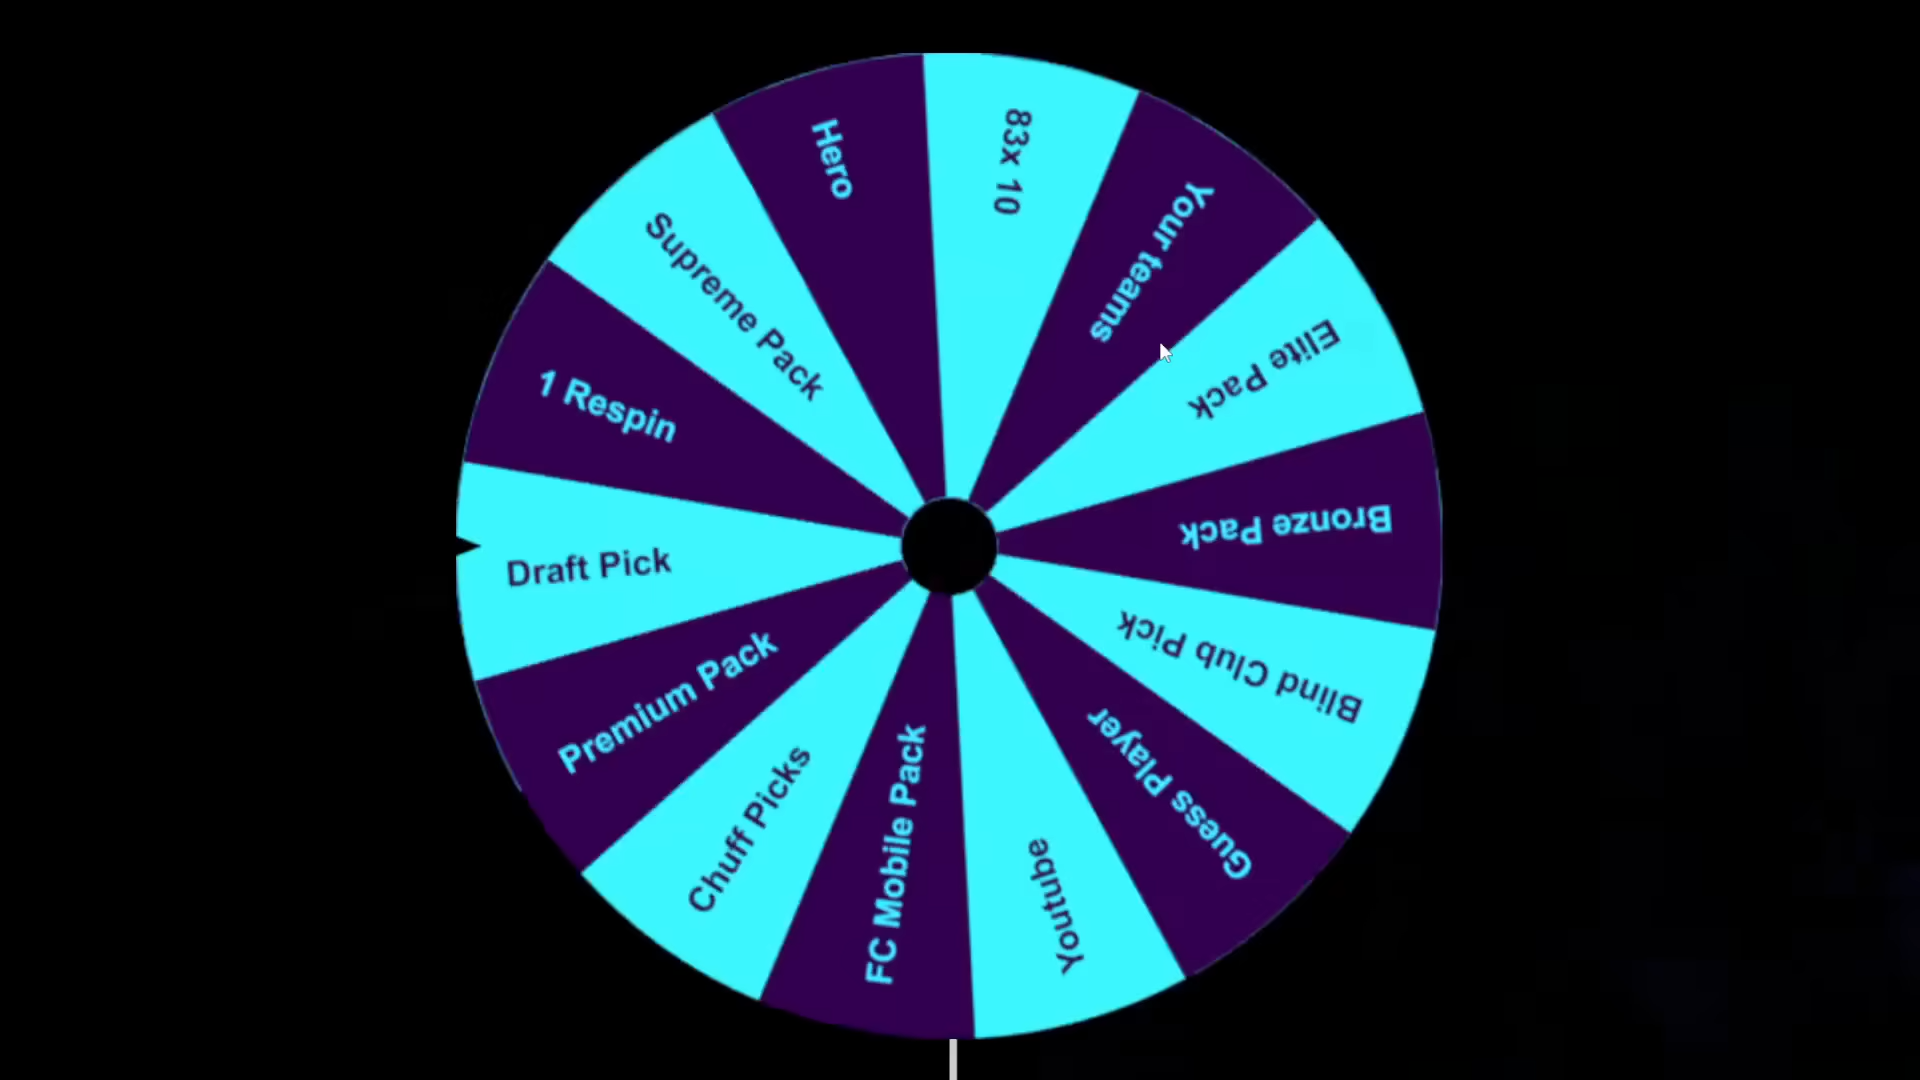 83x 10
Your teams
Elite Pack
Bronze Pack
Blind Club Pick
Guess Player
Youtube
FC Mobile Pack
Chuff Picks
Premium Pack
Draft Pick
1 Respin
Supreme Pack
Hero